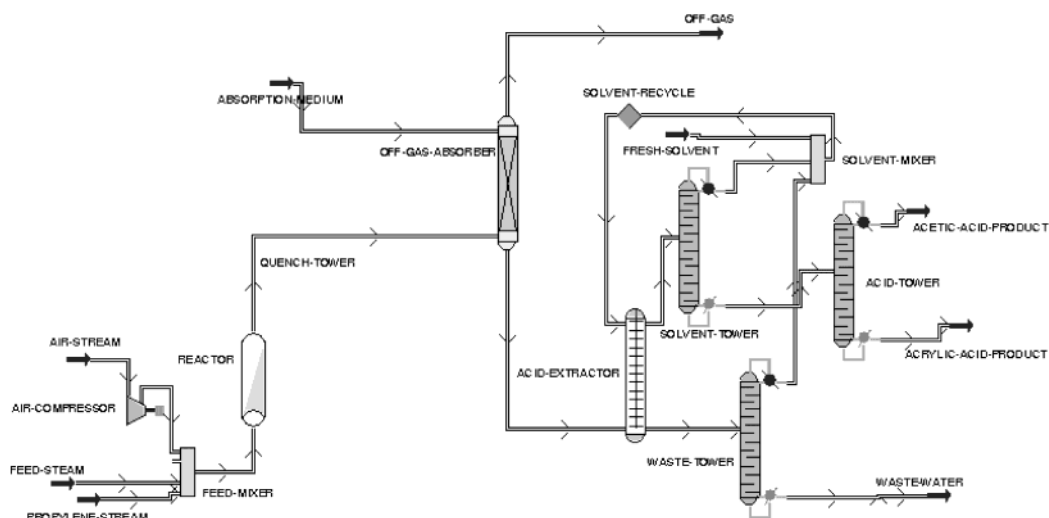 OFF-GAS
ABSORPTION-MEDIUM
SOLVENT-RECYCLE
OFF-GAS-ABSORBER
FRESH-SOLVENT
SOLVENT-MIXER
ACETIC-ACID-PRODUCT
QUENCH-TOWER
ACID-TOWER
SOLVENT-TOWER
AIR-STREAM
REACTOR
ACRYLIC-ACID-PRODUCT
ACID-EXTRACTOR
AIR-COMPRESSOR
WASTE-TOWER
FEED-STEAM
FEED-MIXER
WASTE-WATER
PROPYLENE-STREAM